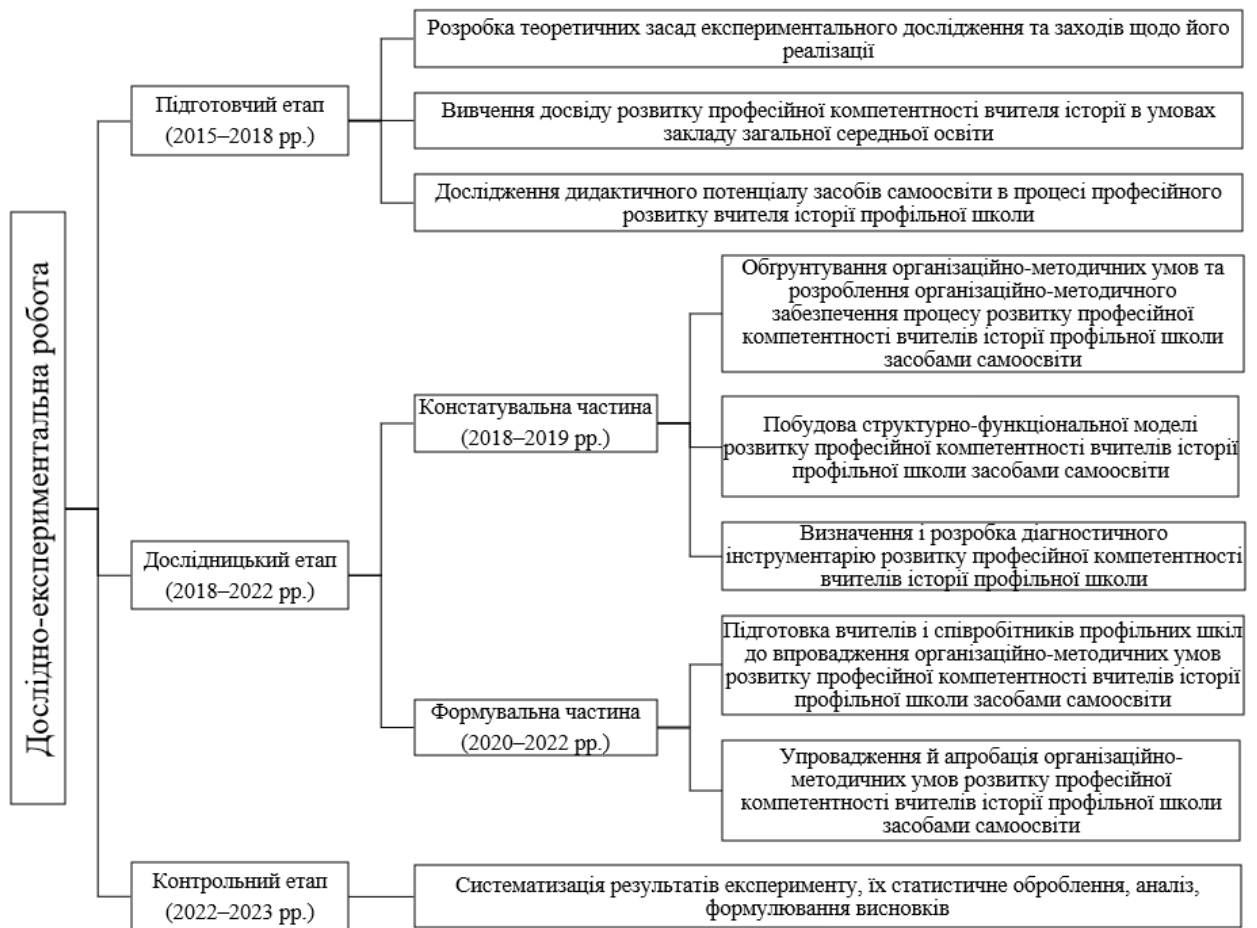 Дослідно-експериментальна робота
Підготовчий етап
(2015–2018 рр.)
Розробка теоретичних засад експериментального дослідження та заходів щодо його
реалізації
Вивчення досвіду розвитку професійної компетентності вчителя історії в умовах
закладу загальної середньої освіти
Дослідження дидактичного потенціалу засобів самоосвіти в процесі професійного
розвитку вчителя історії профільної школи
Дослідницький етап
(2018–2022 рр.)
Констатувальна частина
(2018–2019 рр.)
Обґрунтування організаційно-методичних умов та
розроблення організаційно-методичного
забезпечення процесу розвитку професійної
компетентності вчителів історії профільної школи
засобами самоосвіти
Побудова структурно-функціональної моделі
розвитку професійної компетентності вчителів історії
профільної школи засобами самоосвіти
Визначення і розробка діагностичного
інструментарію розвитку професійної компетентності
вчителів історії профільної школи
Формувальна частина
(2020–2022 рр.)
Підготовка вчителів і співробітників профільних шкіл
до впровадження організаційно-методичних умов
розвитку професійної компетентності вчителів історії
профільної школи засобами самоосвіти
Упровадження й апробація організаційно-
методичних умов розвитку професійної
компетентності вчителів історії профільної школи
засобами самоосвіти
Контрольний етап
(2022–2023 рр.)
Систематизація результатів експерименту, їх статистичне оброблення, аналіз,
формулювання висновків